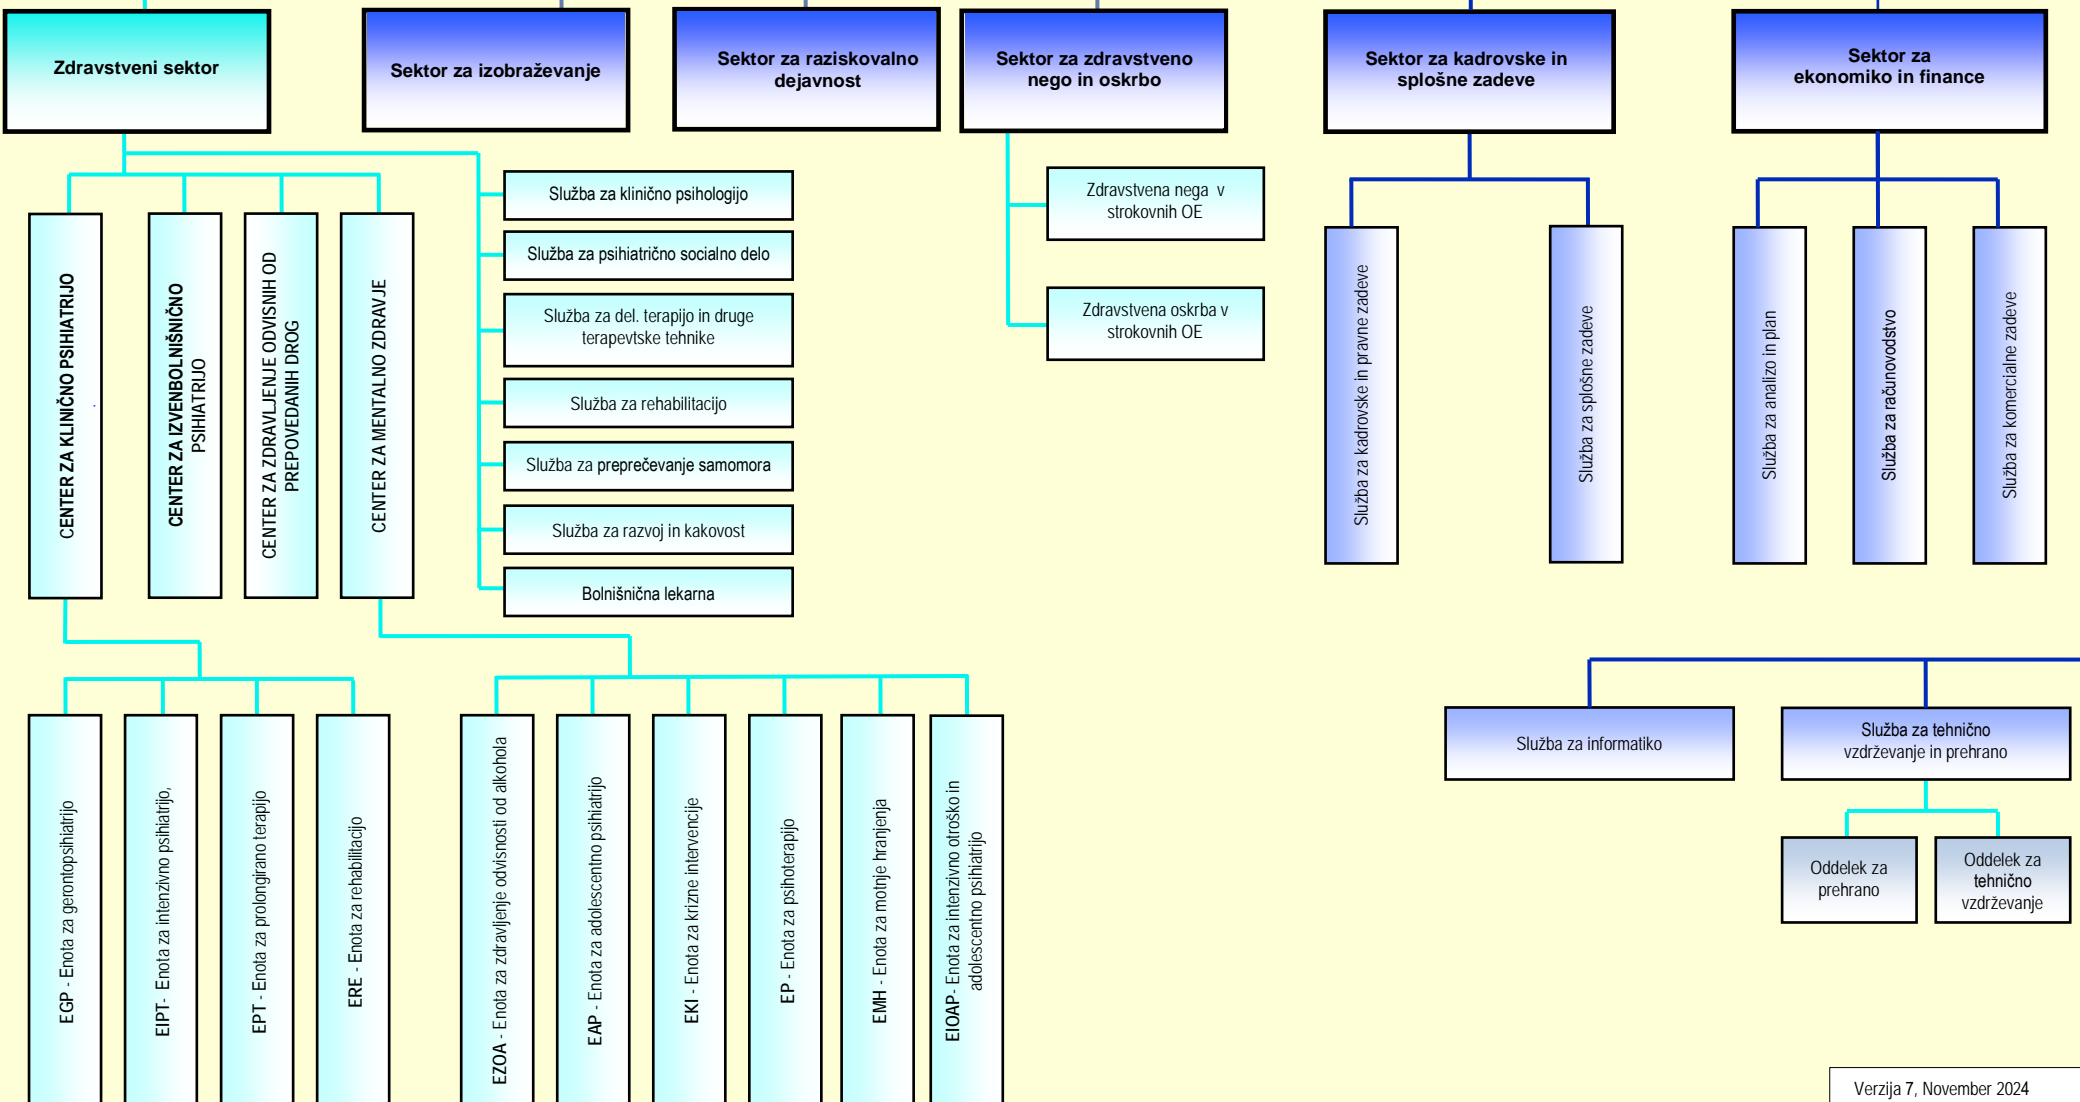 Zdravstveni sektor
Sektor za izobraževanje
Sektor za raziskovalno
dejavnost
Sektor za zdravstveno
nego in oskrbo
Sektor za kadrovske in
splošne zadeve
Sektor za
ekonomiko in finance
CENTER ZA KLINIČNO PSIHIATRIJO
CENTER ZA IZVENBOLNIŠNIČNO
PSIHIATRIJO
CENTER ZA ZDRAVLJENJE ODVISNIH OD
PREPOVEDANIH DROG
CENTER ZA MENTALNO ZDRAVJE
Služba za klinično psihologijo
Služba za psihiatrično socialno delo
Služba za del. terapijo in druge
terapevtske tehnike
Služba za rehabilitacijo
Služba za preprečevanje samomora
Služba za razvoj in kakovost
Bolnišnična lekarna
Zdravstvena nega v
strokovnih OE
Zdravstvena oskrba v
strokovnih OE
Služba za kadrovske in pravne zadeve
Služba za splošne zadeve
Služba za analizo in plan
Služba za računovodstvo
Služba za komercialne zadeve
EGP - Enota za gerontopsihiatrijo
EIPT- Enota za intenzivno psihiatrijo,
EPT - Enota za prolongirano terapijo
ERE - Enota za rehabilitacijo
EZOA - Enota za zdravljenje odvisnosti od alkohola
EAP - Enota za adolescentno psihiatrijo
EKI - Enota za krizne intervencije
EP - Enota za psihoterapijo
EMH - Enota za motnje hranjenja
EIOAP- Enota za intenzivno otroško in
adolescentno psihiatrijo
Služba za informatiko
Služba za tehnično
vzdrževanje in prehrano
Oddelek za
prehrano
Oddelek za
tehnično
vzdrževanje
Verzija 7, November 2024